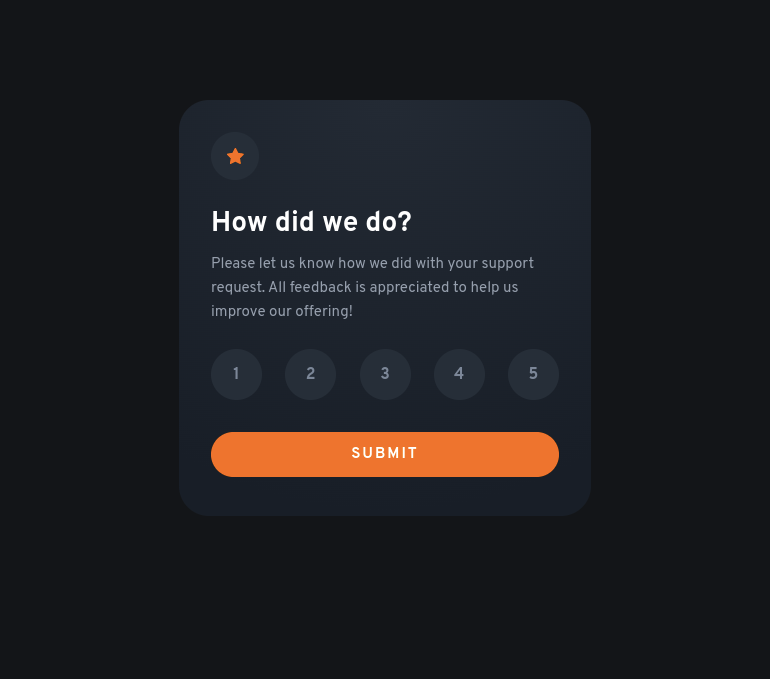 How did we do?
Please let us know how we did with your support
request. All feedback is appreciated to help us
improve our offering!
1 2 3 4 5
SUBMIT